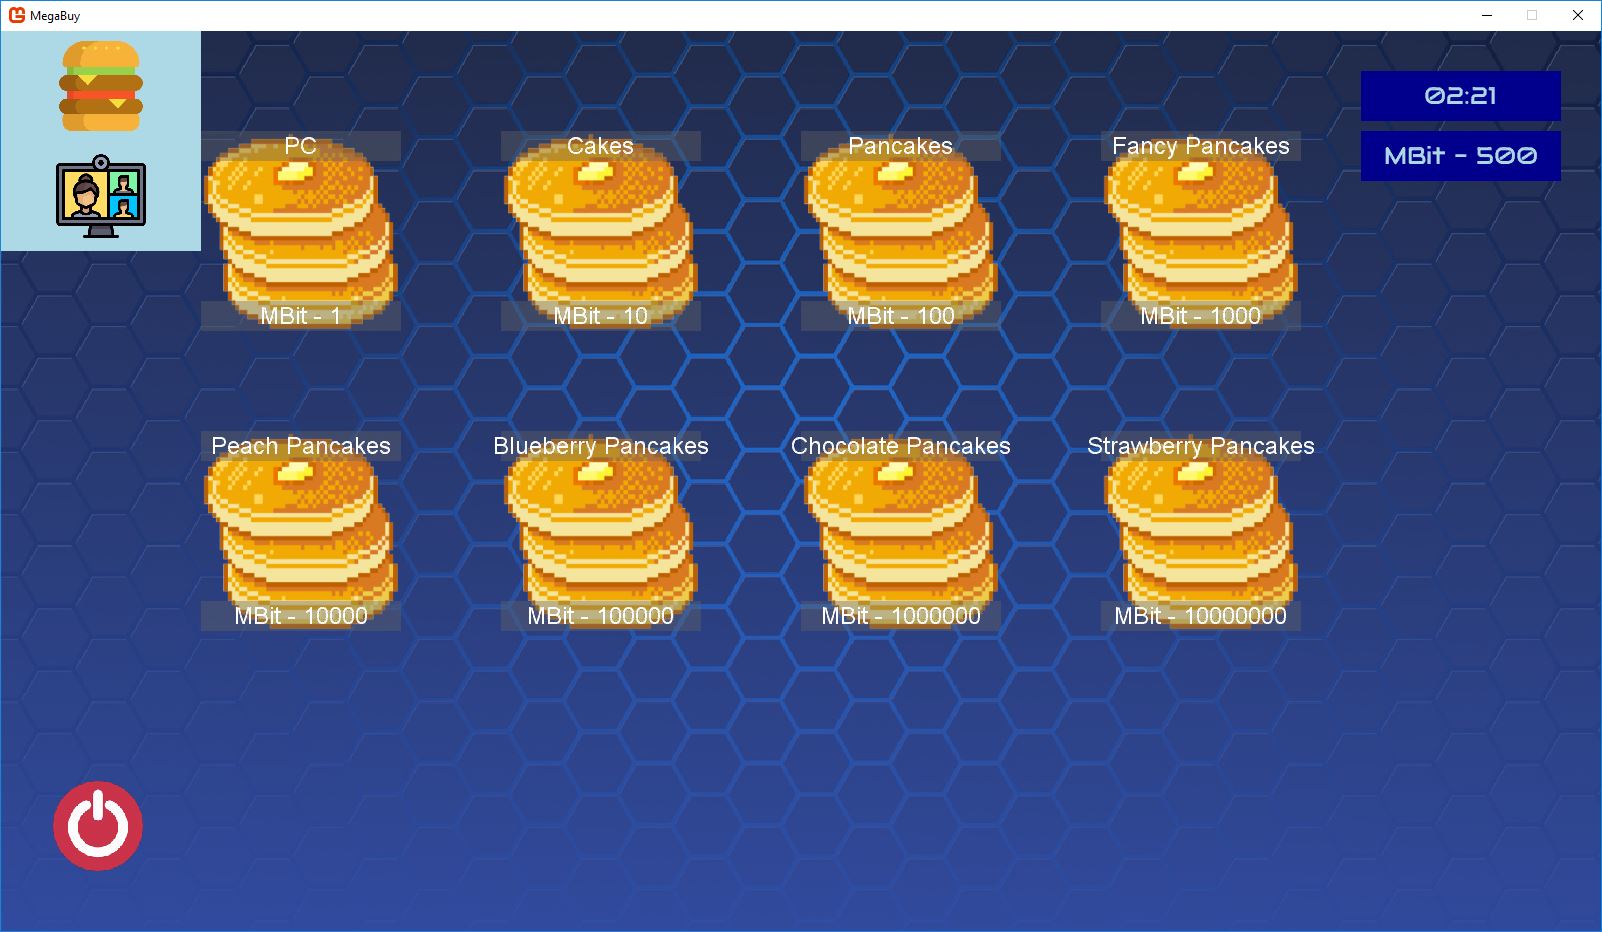 MegaBuy
02:21
MBit - 500
PC
Cakes
Pancakes
Fancy Pancakes
MBit - 1
MBit - 10
MBit - 100
MBit - 1000
Peach Pancakes
Blueberry Pancakes
Chocolate Pancakes
Strawberry Pancakes
MBit - 10000
MBit - 100000
MBit - 1000000
MBit - 10000000